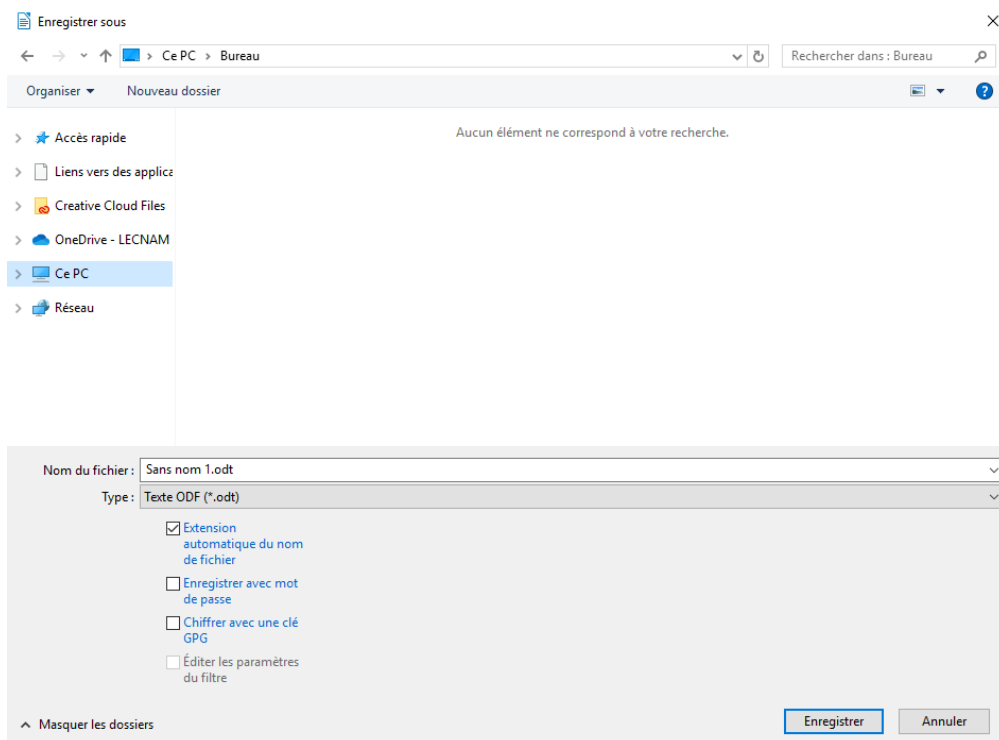 Enregistrer sous
Ce PC › Bureau
Rechercher dans : Bureau
Organiser
Nouveau dossier
Aucun élément ne correspond à votre recherche.
Accès rapide
Liens vers des applica
Creative Cloud Files
OneDrive - LECNAM
Ce PC
Réseau
Nom du fichier : Sans nom 1.odt
Type : Texte ODF (*.odt)
Extension
automatique du nom
de fichier
Enregistrer avec mot
de passe
Chiffrer avec une clé
GPG
Éditer les paramètres
du filtre
Masquer les dossiers
Enregistrer
Annuler